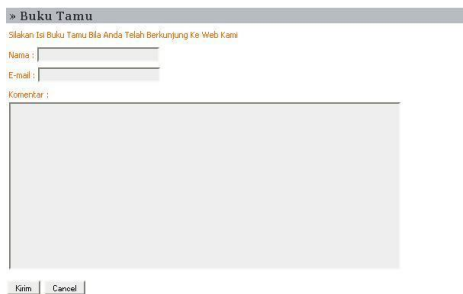 » Buku Tamu
Silakan Isi Buku Tamu Bila Anda Telah Berkunjung Ke Web Kami
Nama :
E-mail :
Komentar :
Kirim Cancel